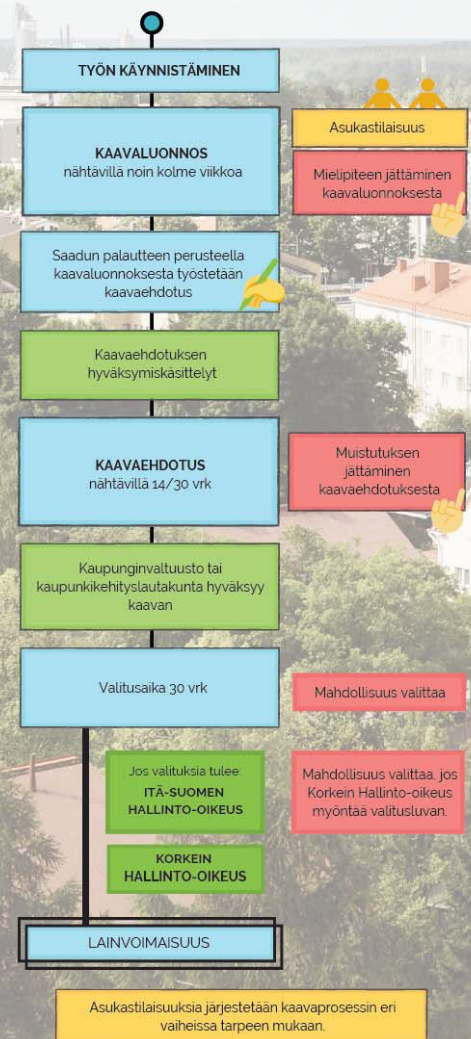 TYÖN KÄYNNISTÄMINEN
KAAVALUONNOS
nähtävillä noin kolme viikkoa
Asukastilaisuus
Mielipiteen jättäminen
kaavaluonnoksesta
Saadun palautteen perusteella
kaavaluonnoksesta työstetään
kaavaehdotus
Kaavaehdotuksen
hyväksymiskäsittelyt
KAAVAEHDOTUS
nähtävillä 14/30 vrk
Muistutuksen
jättäminen
kaavaehdotuksesta
Kaupunginvaltuusto tai
kaupunkikehityslautakunta hyväksyy
kaavan
Valitusaika 30 vrk
Mahdollisuus valittaa
Jos valituksia tulee:
ITÄ-SUOMEN
HALLINTO-OIKEUS
Mahdollisuus valittaa, jos
Korkein Hallinto-oikeus
myöntää valitusluvan.
KORKEIN
HALLINTO-OIKEUS
LAINVOIMAISUUS
Asukastilaisuuksia järjestetään kaavaprosessin eri
vaiheissa tarpeen mukaan.